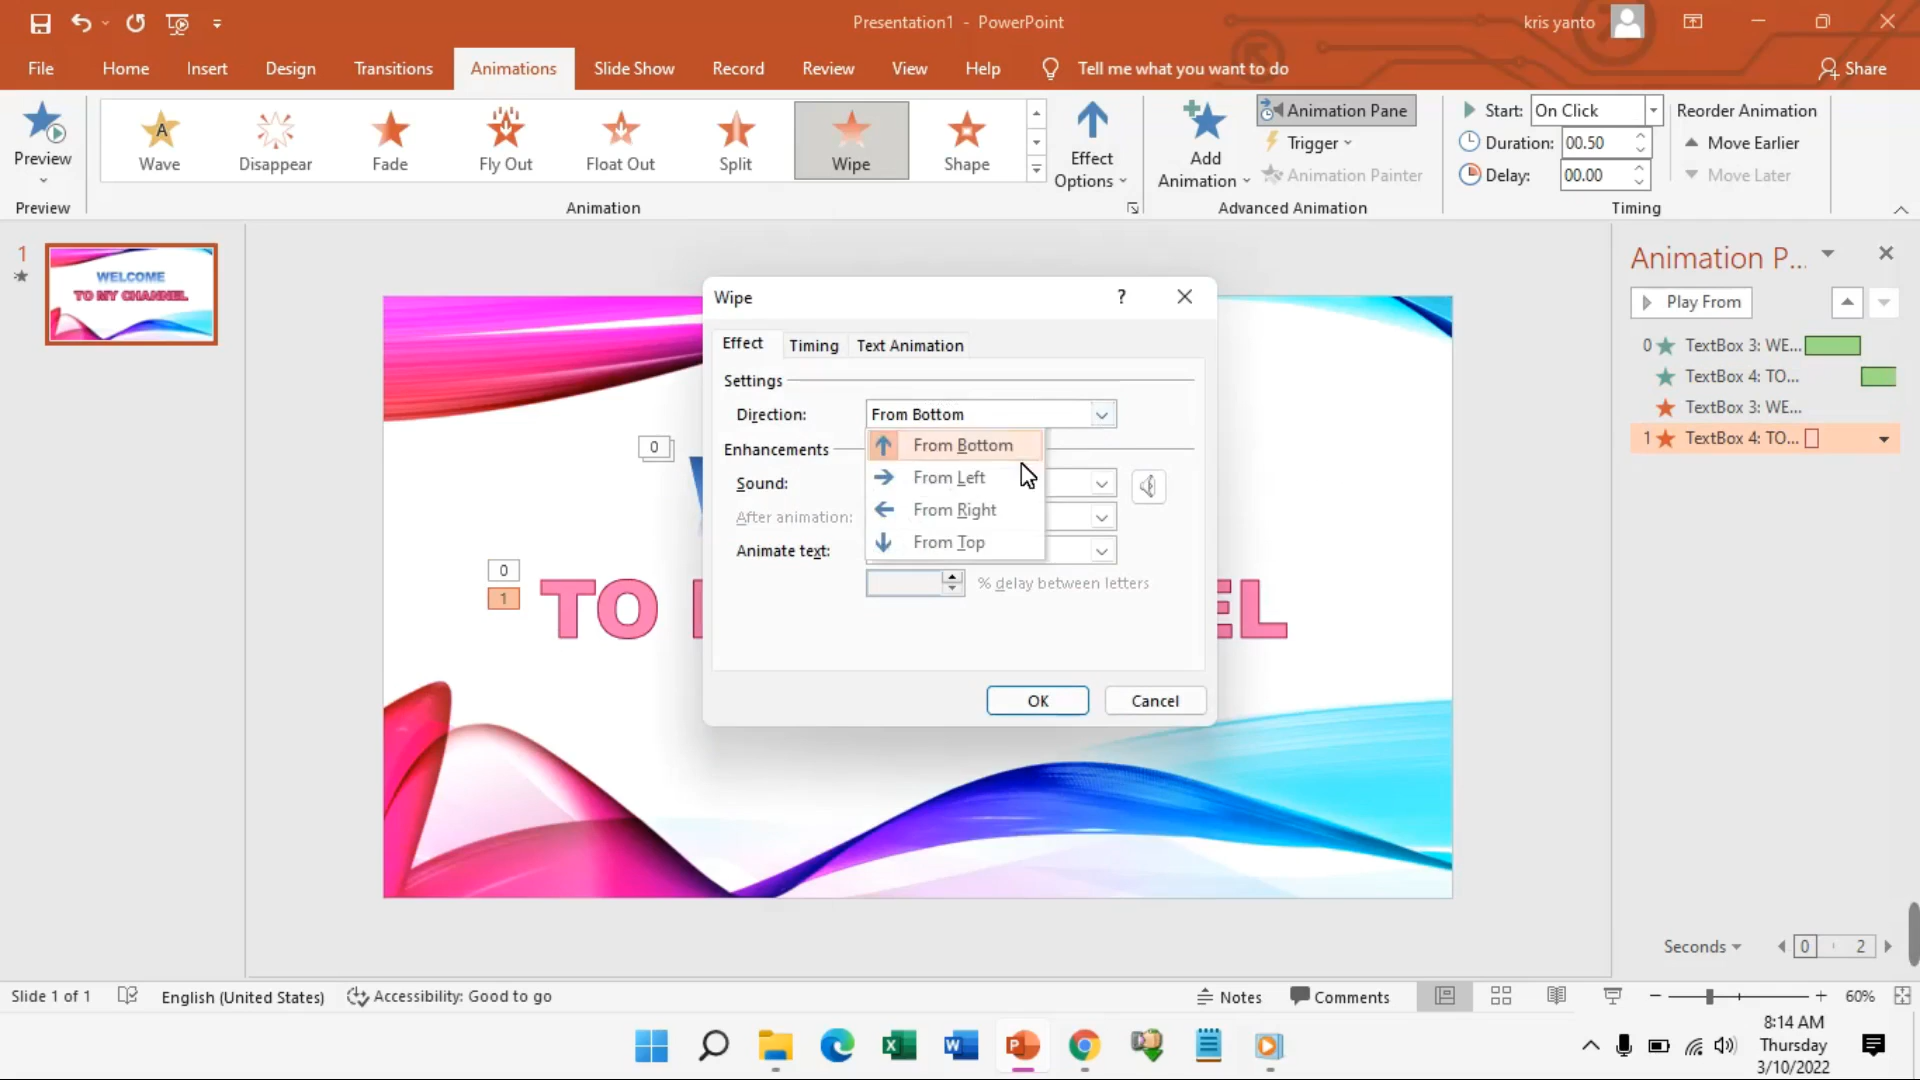 Presentation1 - PowerPoint
kris yanto
File Home Insert Design Transitions Animations Slide Show Record Review View Help Tell me what you want to do Share
Preview
Wave Disappear Fade Fly Out Float Out Split Wipe Shape
Effect Options
Add Animation
Animation Pane
Trigger
Animation Painter
Start: On Click
Duration: 00.50
Delay: 00.00
Reorder Animation
Move Earlier
Move Later
Preview
Animation
Advanced Animation
Timing
1
WELCOME
TO MY CHANNEL
0
0
1
TO
EL
Wipe
?
Effect Timing Text Animation
Settings
Direction: From Bottom
From Bottom
From Left
From Right
From Top
Enhancements
Sound:
After animation:
Animate text:
% delay between letters
OK Cancel
Animation P...
Play From
0 TextBox 3: WE...
TextBox 4: TO...
TextBox 3: WE...
1 TextBox 4: TO...
Seconds 0 2
Slide 1 of 1 English (United States) Accessibility: Good to go Notes Comments 60%
8:14 AM
Thursday
3/10/2022